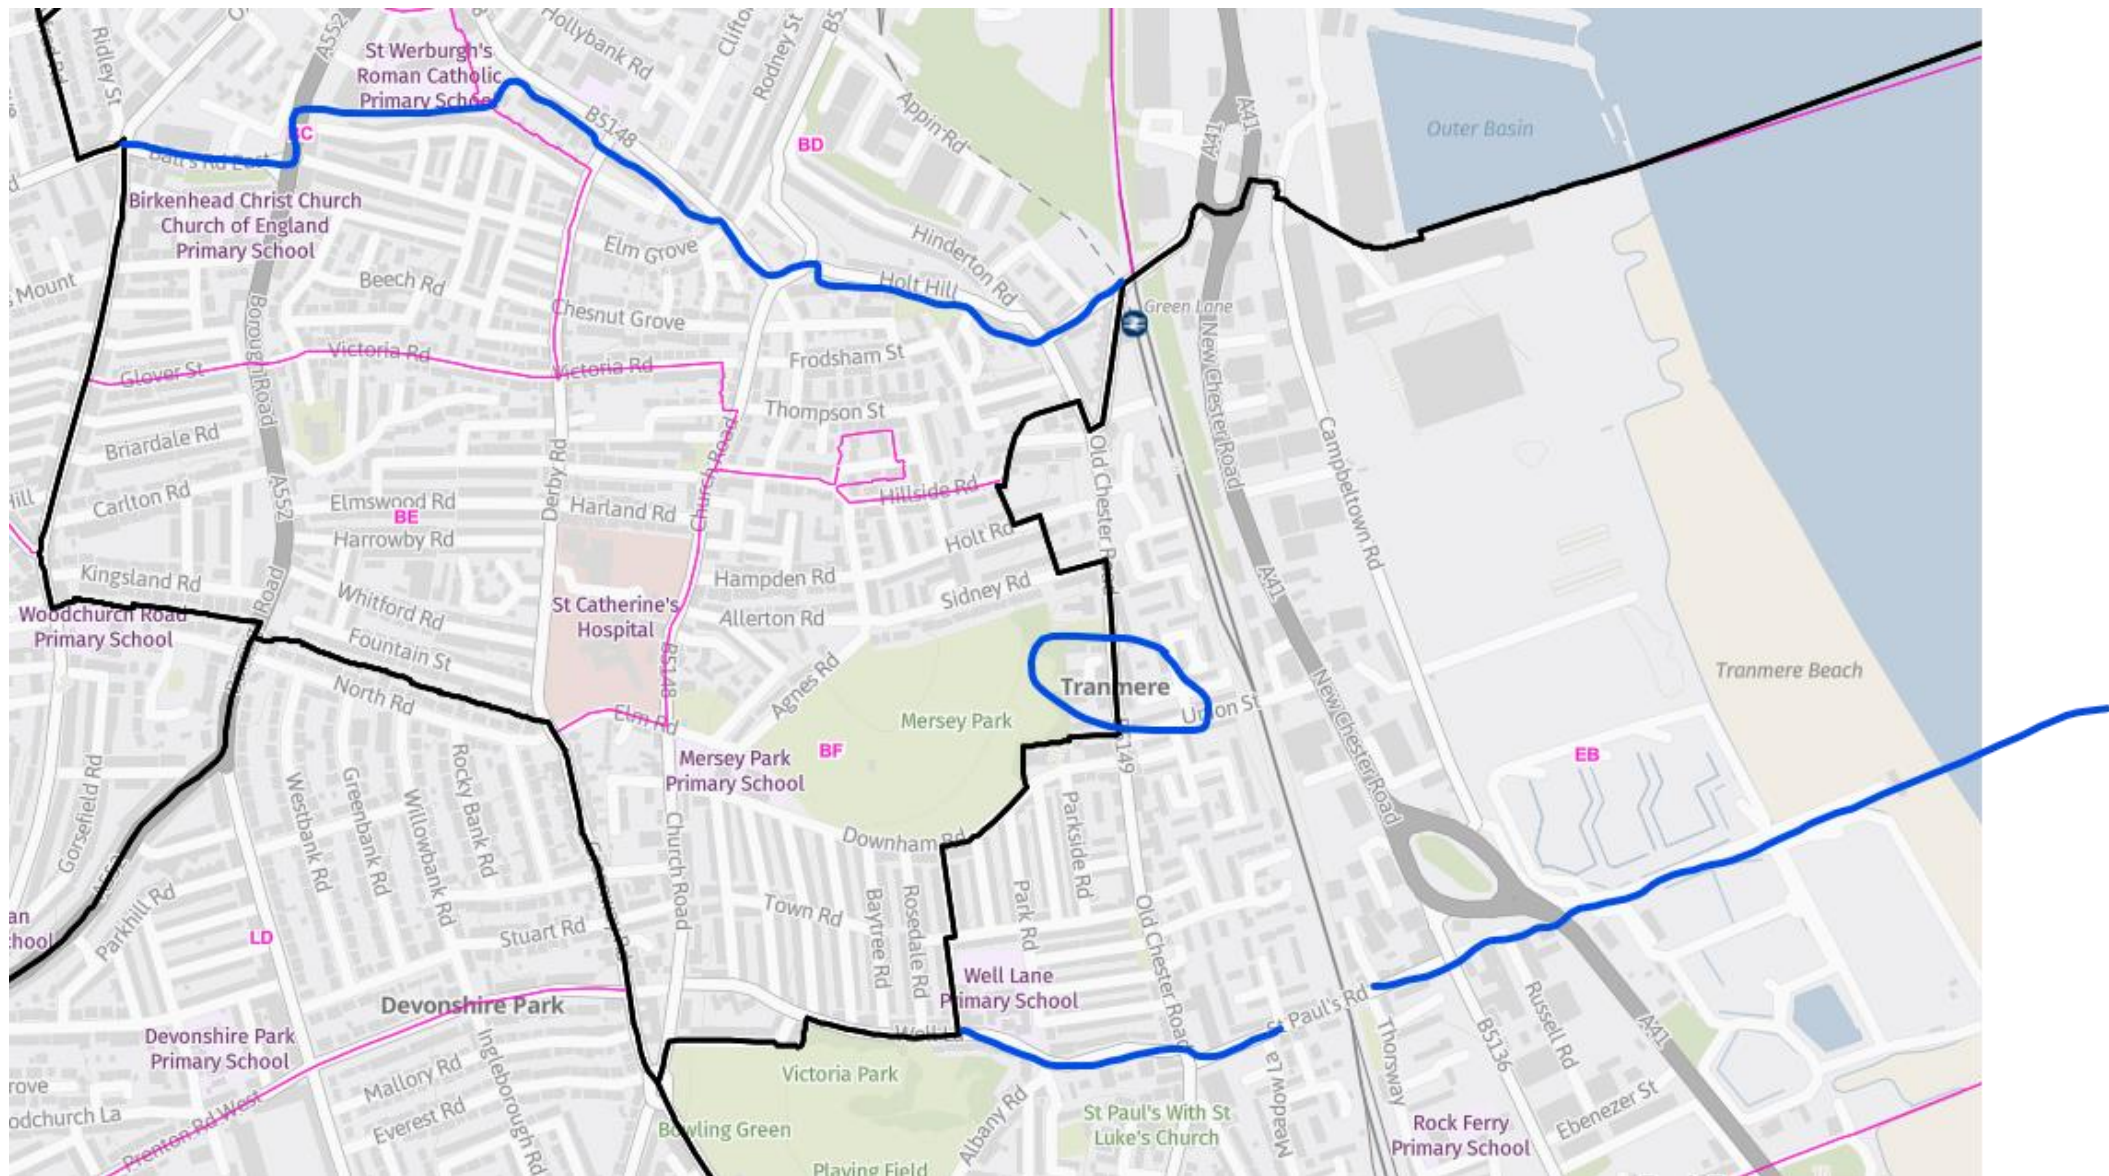 Ridley St
A552
St Werburgh's
Roman Catholic
Primary School
Hollybank Rd
Rodney St
B5148
BC
Ball's Rd East
BD
Appin Rd
A41
A41
Outer Basin
Birkenhead Christ Church
Church of England
Primary School
Elm Grove
Hinderton Rd
Mount
Beech Rd
Holt Hill
Green Lane
Chesnut Grove
Borough Road
New Chester Road
Victoria Rd
Victoria Rd
Frodsham St
Glover St
Thompson St
Briardale Rd
Derby Rd
Church Road
Old Chester Road
Campbeltown Rd
Carlton Rd
A552
Elmswood Rd
BE
Harland Rd
Hillside Rd
Harrowby Rd
Holt Rd
Kingsland Rd
Hampden Rd
Sidney Rd
A41
Whitford Rd
St Catherine's
Hospital
Allerton Rd
Woodchurch Road
Primary School
Road
Fountain St
B5148
Agnes Rd
Tranmere
Tranmere Beach
North Rd
Elm Rd
Mersey Park
Union St
New Chester Road
Mersey Park
Primary School
BF
EB
Gorsefield Rd
Westbank Rd
Greenbank Rd
Willowbank Rd
Rocky Bank Rd
Church Road
Downham Rd
Parkside Rd
Parkhill Rd
LD
Stuart Rd
Town Rd
Baytree Rd
Rosedale Rd
Park Rd
Old Chester Road
Well Lane
Primary School
Devonshire Park
Paul's Rd
Devonshire Park
Primary School
Ingleborough Rd
Thorsway
B5136
Russell Rd
A41
Mallory Rd
Victoria Park
Meadow La
Everest Rd
Bowling Green
Albany Rd
St Paul's With St
Luke's Church
Rock Ferry
Primary School
Ebenezer St
Prenton Rd West
Playing Field